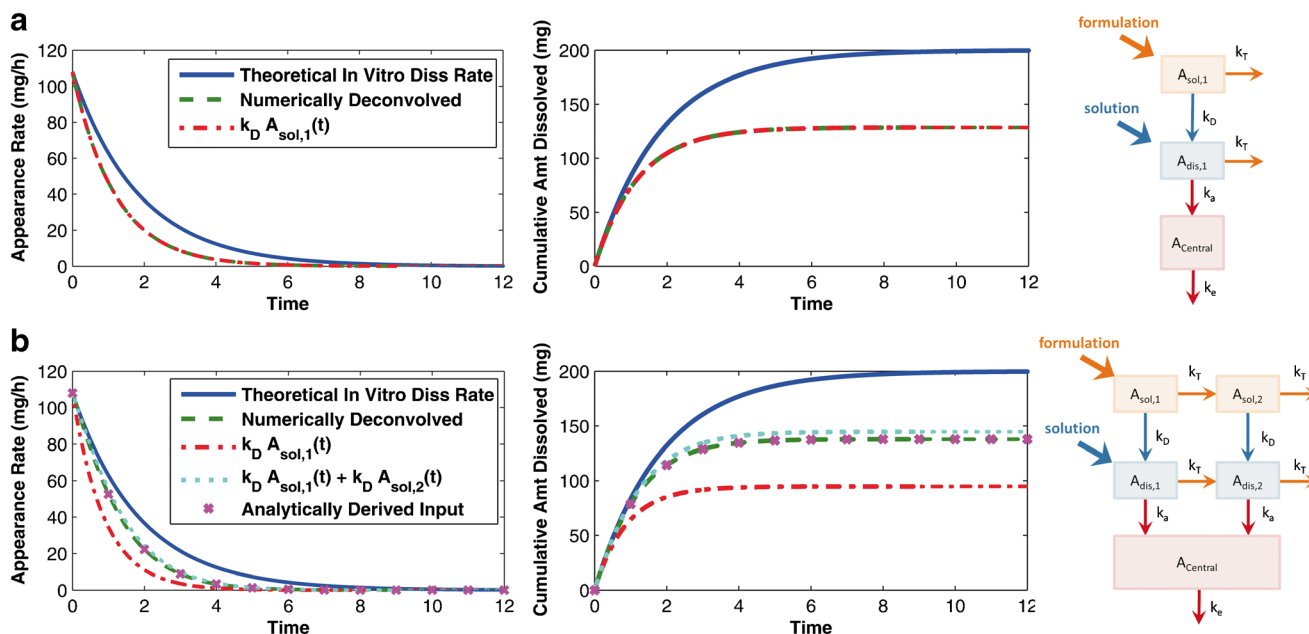 a
Appearance Rate (mg/h)
120
100
80
60
40
20
0
0 2 4 6 8 10 12
Time
Theoretical In Vitro Diss Rate
Numerically Deconvolved
k_D A_sol,1(t)
Cumulative Amt Dissolved (mg)
200
150
100
50
0
0 2 4 6 8 10 12
Time
formulation
k_T
A_sol,1
solution
k_D
k_T
A_dis,1
k_a
A_Central
k_e
b
Appearance Rate (mg/h)
120
100
80
60
40
20
0
0 2 4 6 8 10 12
Time
Theoretical In Vitro Diss Rate
Numerically Deconvolved
k_D A_sol,1(t)
k_D A_sol,1(t) + k_D A_sol,2(t)
Analytically Derived Input
Cumulative Amt Dissolved (mg)
200
150
100
50
0
0 2 4 6 8 10 12
Time
formulation
k_T k_T
A_sol,1 A_sol,2
solution
k_D k_D
k_T k_T
A_dis,1 A_dis,2
k_a k_a
A_Central
k_e